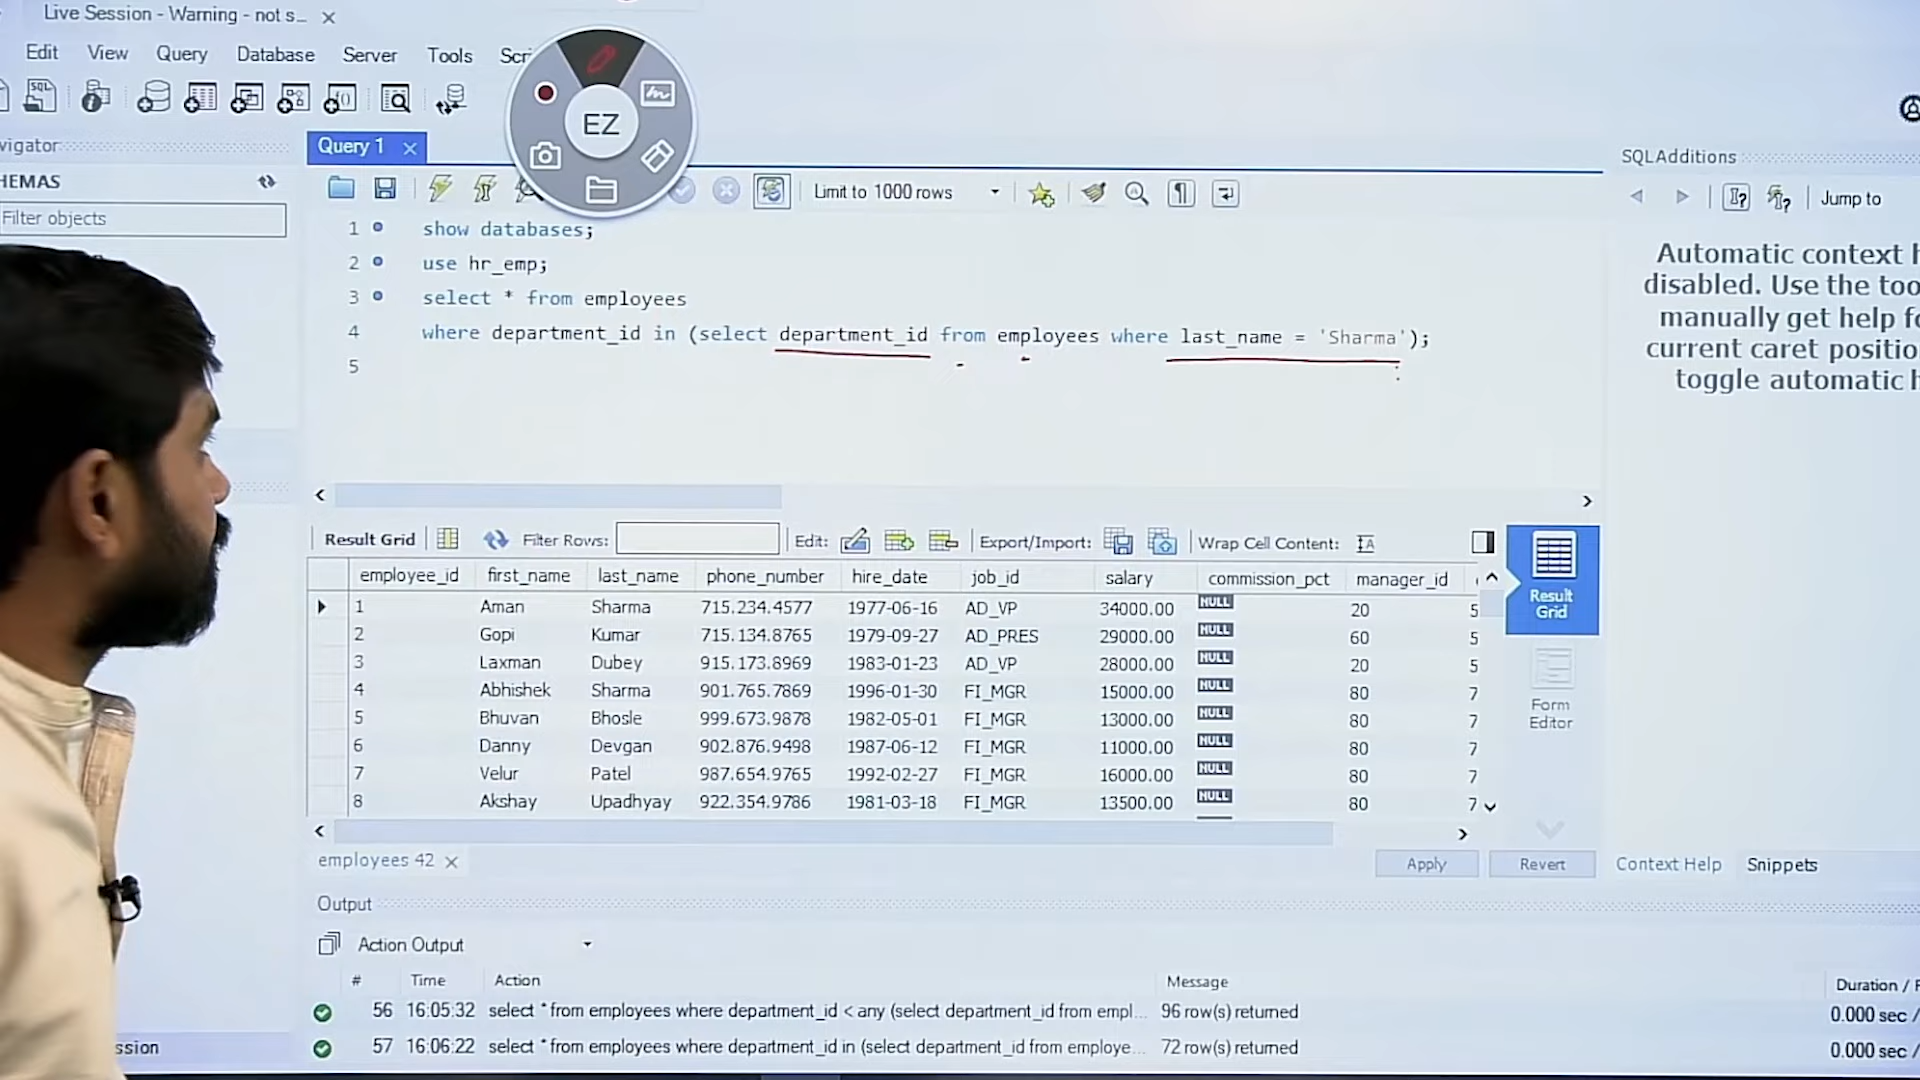 Live Session - Warning - not s...
Edit View Query Database Server Tools Scr
EZ
vigator
Query 1
SQLAdditions
HEMAS
Filter objects
Limit to 1000 rows
Jump to
1 show databases;
2 use hr_emp;
3 select * from employees
4 where department_id in (select department_id from employees where last_name = 'Sharma');
5
Automatic context h
disabled. Use the too
manually get help fo
current caret positio
toggle automatic h
Result Grid Filter Rows: Edit: Export/Import: Wrap Cell Content:
employee_id first_name last_name phone_number hire_date job_id salary commission_pct manager_id
1 Aman Sharma 715.234.4577 1977-06-16 AD_VP 34000.00 NULL 20 5
2 Gopi Kumar 715.134.8765 1979-09-27 AD_PRES 29000.00 NULL 60 5
3 Laxman Dubey 915.173.8969 1983-01-23 AD_VP 28000.00 NULL 20 5
4 Abhishek Sharma 901.765.7869 1996-01-30 FI_MGR 15000.00 NULL 80 7
5 Bhuvan Bhosle 999.673.9878 1982-05-01 FI_MGR 13000.00 NULL 80 7
6 Danny Devgan 902.876.9498 1987-06-12 FI_MGR 11000.00 NULL 80 7
7 Velur Patel 987.654.9765 1992-02-27 FI_MGR 16000.00 NULL 80 7
8 Akshay Upadhyay 922.354.9786 1981-03-18 FI_MGR 13500.00 NULL 80 7
Result
Grid
Form
Editor
employees 42
Apply Revert
Context Help Snippets
Output
Action Output
# Time Action Message Duration / F
56 16:05:32 select * from employees where department_id < any (select department_id from empl... 96 row(s) returned 0.000 sec /
57 16:06:22 select * from employees where department_id in (select department_id from employe... 72 row(s) returned 0.000 sec /
ssion